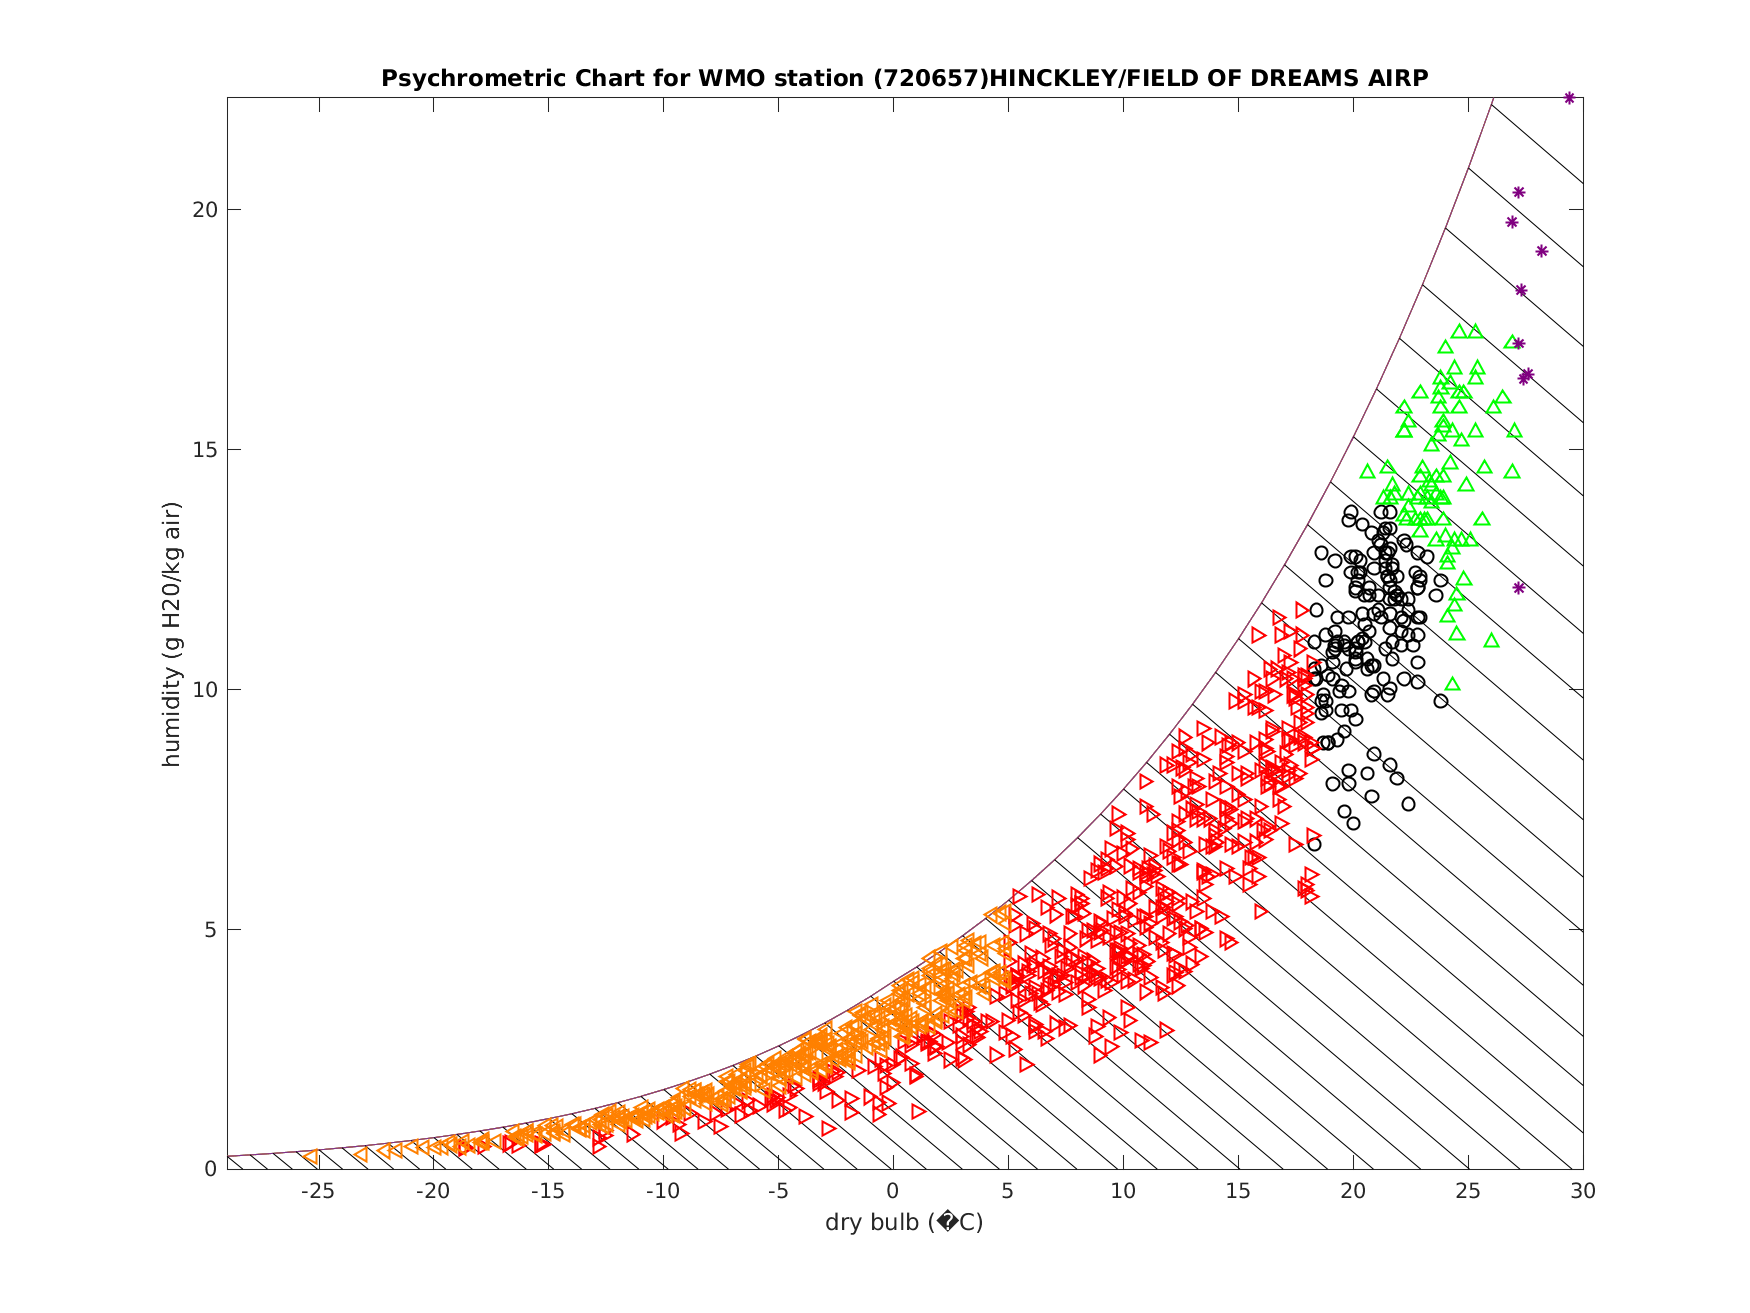 Psychrometric Chart for WMO station (720657)HINCKLEY/FIELD OF DREAMS AIRP
humidity (g H20/kg air)
20
15
10
5
0
-25 -20 -15 -10 -5 0 5 10 15 20 25 30
dry bulb (�C)